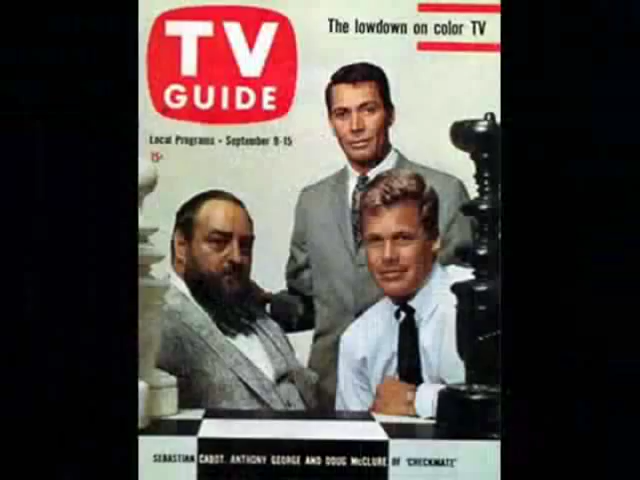 TV
GUIDE
The lowdown on color TV
Local Programs • September 9-15
15¢
SEBASTIAN CABOT, ANTHONY GEORGE AND DOUG McCLURE OF 'CHECKMATE'